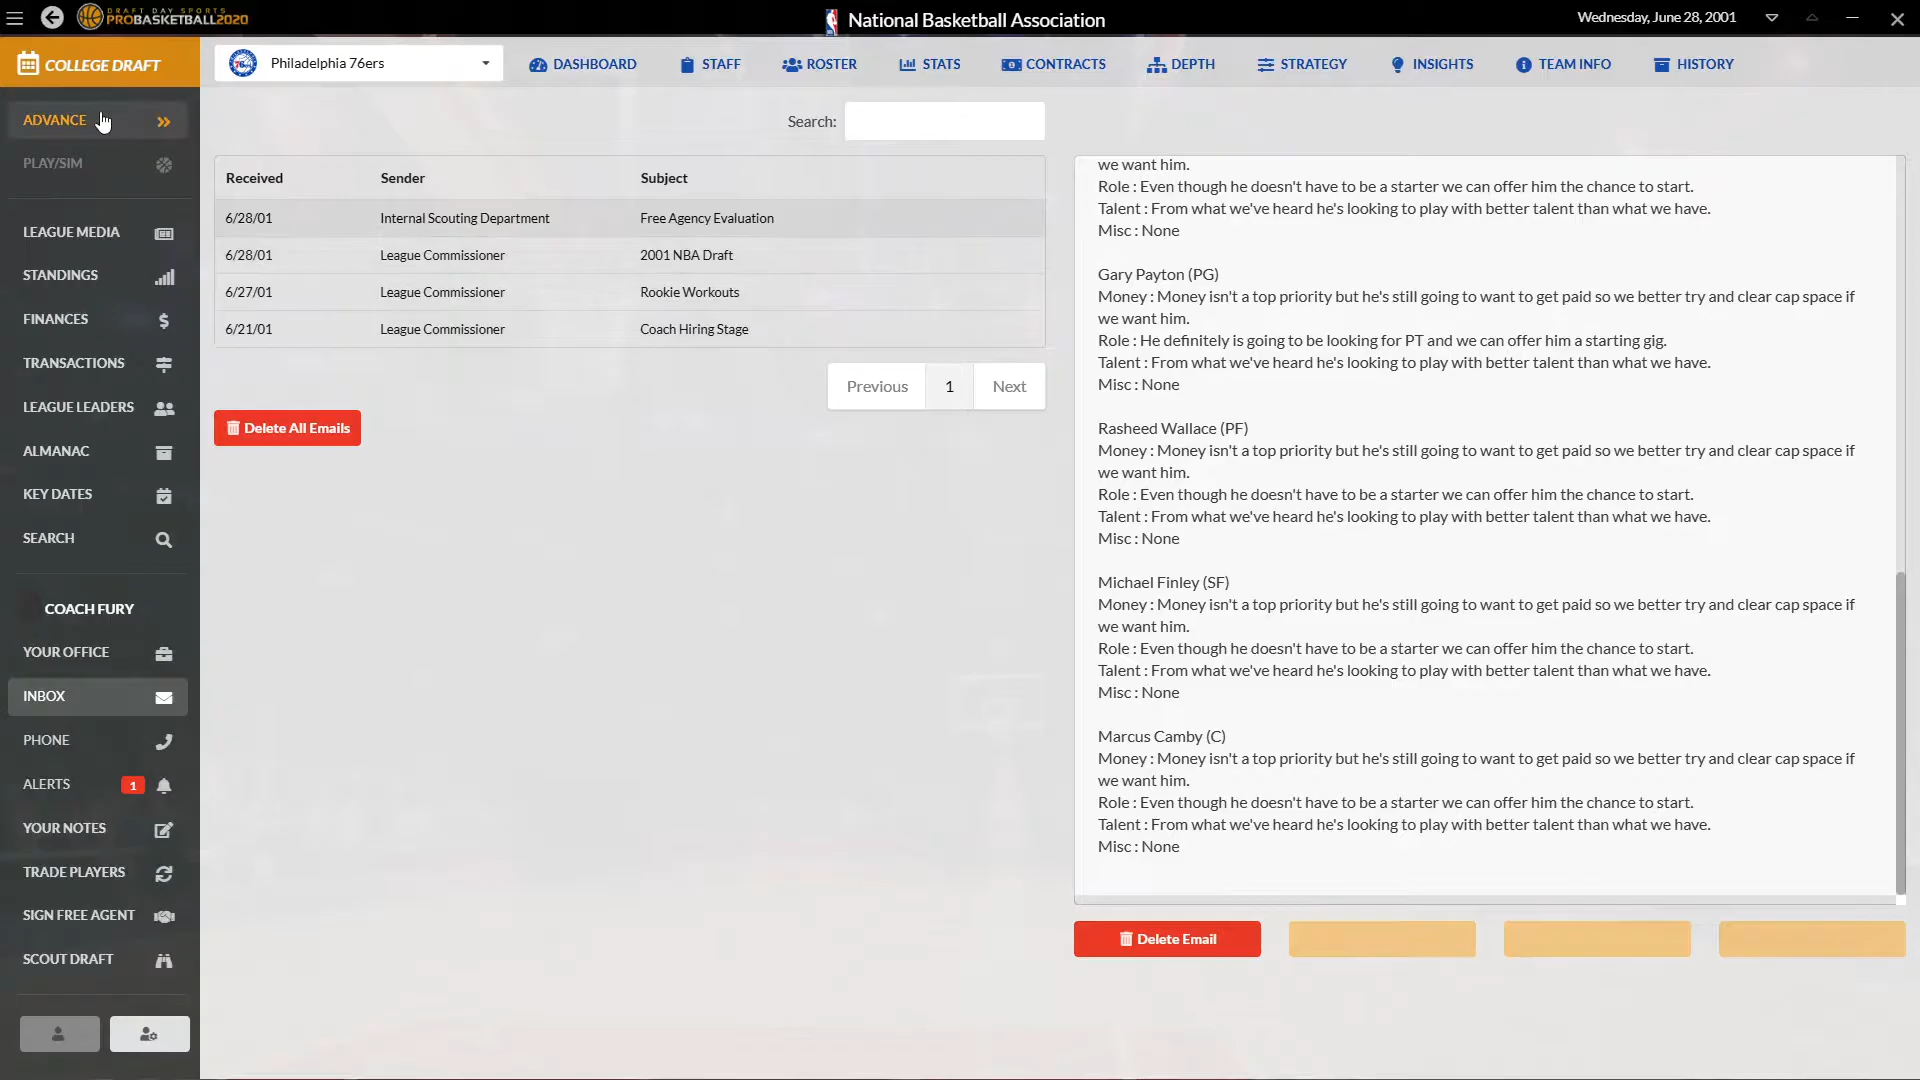 DRAFT DAY SPORTS
PROBASKETBALL2020
National Basketball Association
Wednesday, June 28, 2001
COLLEGE DRAFT
Philadelphia 76ers
DASHBOARD
STAFF
ROSTER
STATS
CONTRACTS
DEPTH
STRATEGY
INSIGHTS
TEAM INFO
HISTORY
ADVANCE
PLAY/SIM
LEAGUE MEDIA
STANDINGS
FINANCES
TRANSACTIONS
LEAGUE LEADERS
ALMANAC
KEY DATES
SEARCH
COACH FURY
YOUR OFFICE
INBOX
PHONE
ALERTS 1
YOUR NOTES
TRADE PLAYERS
SIGN FREE AGENT
SCOUT DRAFT
Search:
Received Sender Subject
6/28/01 Internal Scouting Department Free Agency Evaluation
6/28/01 League Commissioner 2001 NBA Draft
6/27/01 League Commissioner Rookie Workouts
6/21/01 League Commissioner Coach Hiring Stage
Previous 1 Next
Delete All Emails
we want him.
Role : Even though he doesn't have to be a starter we can offer him the chance to start.
Talent : From what we've heard he's looking to play with better talent than what we have.
Misc : None
Gary Payton (PG)
Money : Money isn't a top priority but he's still going to want to get paid so we better try and clear cap space if
we want him.
Role : He definitely is going to be looking for PT and we can offer him a starting gig.
Talent : From what we've heard he's looking to play with better talent than what we have.
Misc : None
Rasheed Wallace (PF)
Money : Money isn't a top priority but he's still going to want to get paid so we better try and clear cap space if
we want him.
Role : Even though he doesn't have to be a starter we can offer him the chance to start.
Talent : From what we've heard he's looking to play with better talent than what we have.
Misc : None
Michael Finley (SF)
Money : Money isn't a top priority but he's still going to want to get paid so we better try and clear cap space if
we want him.
Role : Even though he doesn't have to be a starter we can offer him the chance to start.
Talent : From what we've heard he's looking to play with better talent than what we have.
Misc : None
Marcus Camby (C)
Money : Money isn't a top priority but he's still going to want to get paid so we better try and clear cap space if
we want him.
Role : Even though he doesn't have to be a starter we can offer him the chance to start.
Talent : From what we've heard he's looking to play with better talent than what we have.
Misc : None
Delete Email